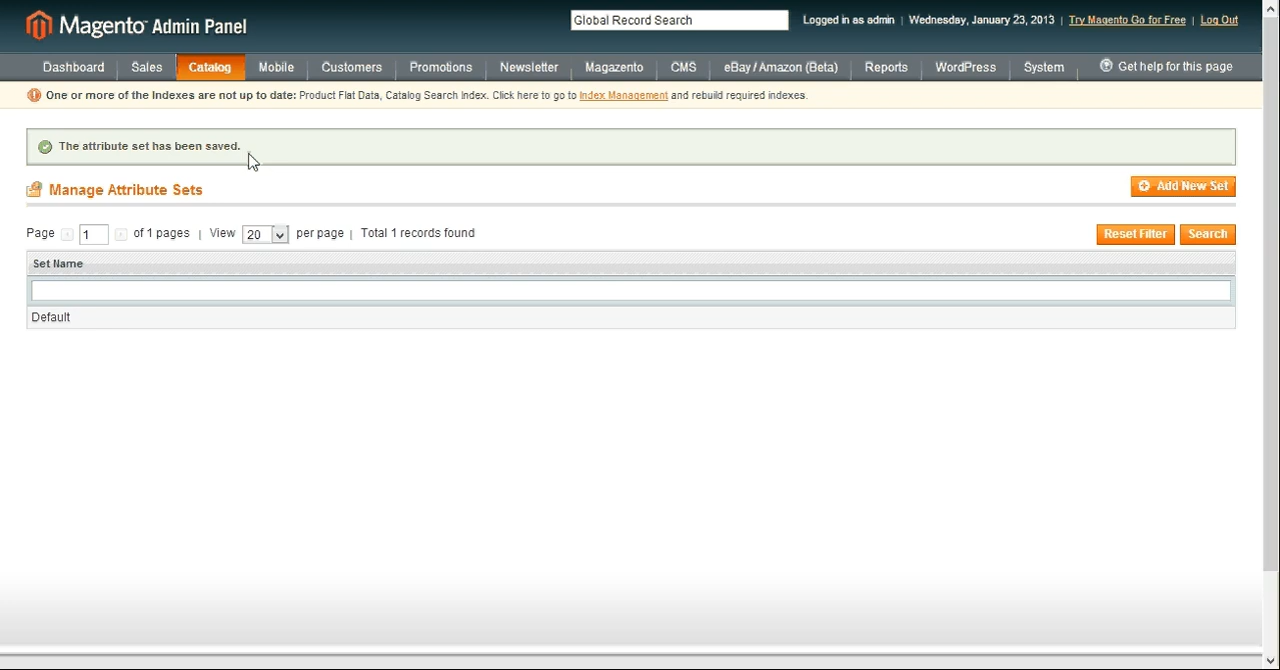 Magento Admin Panel
Global Record Search
Logged in as admin | Wednesday, January 23, 2013 | Try Magento Go for Free | Log Out
Dashboard Sales Catalog Mobile Customers Promotions Newsletter Magazento CMS eBay / Amazon (Beta) Reports WordPress System Get help for this page
One or more of the Indexes are not up to date: Product Flat Data, Catalog Search Index. Click here to go to Index Management and rebuild required indexes.
The attribute set has been saved.
Manage Attribute Sets
Add New Set
Page 1 of 1 pages | View 20 per page | Total 1 records found
Reset Filter Search
Set Name
Default